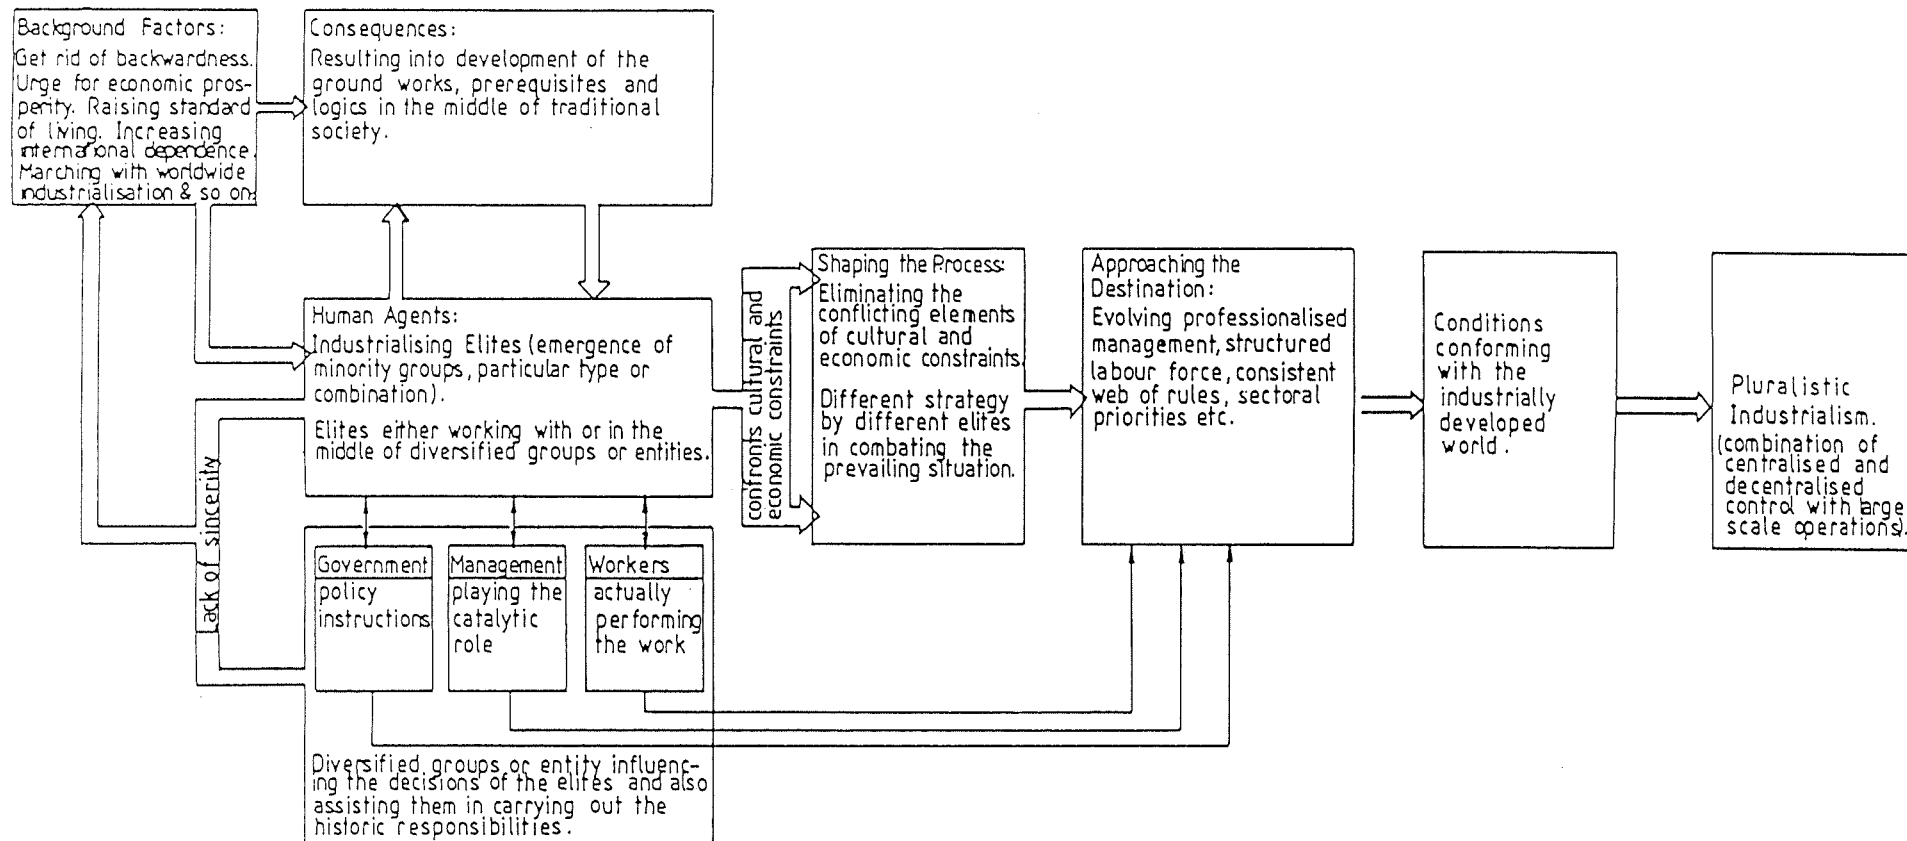 Background Factors:
Get rid of backwardness.
Urge for economic pros-
perity. Raising standard
of living. Increasing
international dependence.
Marching with worldwide
industrialisation & so on.
Consequences:
Resulting into development of the
ground works, prerequisites and
logics in the middle of traditional
society.
Human Agents:
Industrialising Elites (emergence of
minority groups, particular type or
combination).
Elites either working with or in the
middle of diversified groups or entities.
Lack of sincerity
Government
policy
instructions
Management
playing the
catalytic
role
Workers
actually
performing
the work
Diversified groups or entity influenc-
ing the decisions of the elites and also
assisting them in carrying out the
historic responsibilities.
confronts cultural and
economic constraints
Shaping the Process:
Eliminating the
conflicting elements
of cultural and
economic constraints.
Different strategy
by different elites
in combating the
prevailing situation.
Approaching the
Destination:
Evolving professionalised
management, structured
labour force, consistent
web of rules, sectoral
priorities etc.
Conditions
conforming
with the
industrially
developed
world.
Pluralistic
Industrialism.
(combination of
centralised and
decentralised
control with large
scale operations).